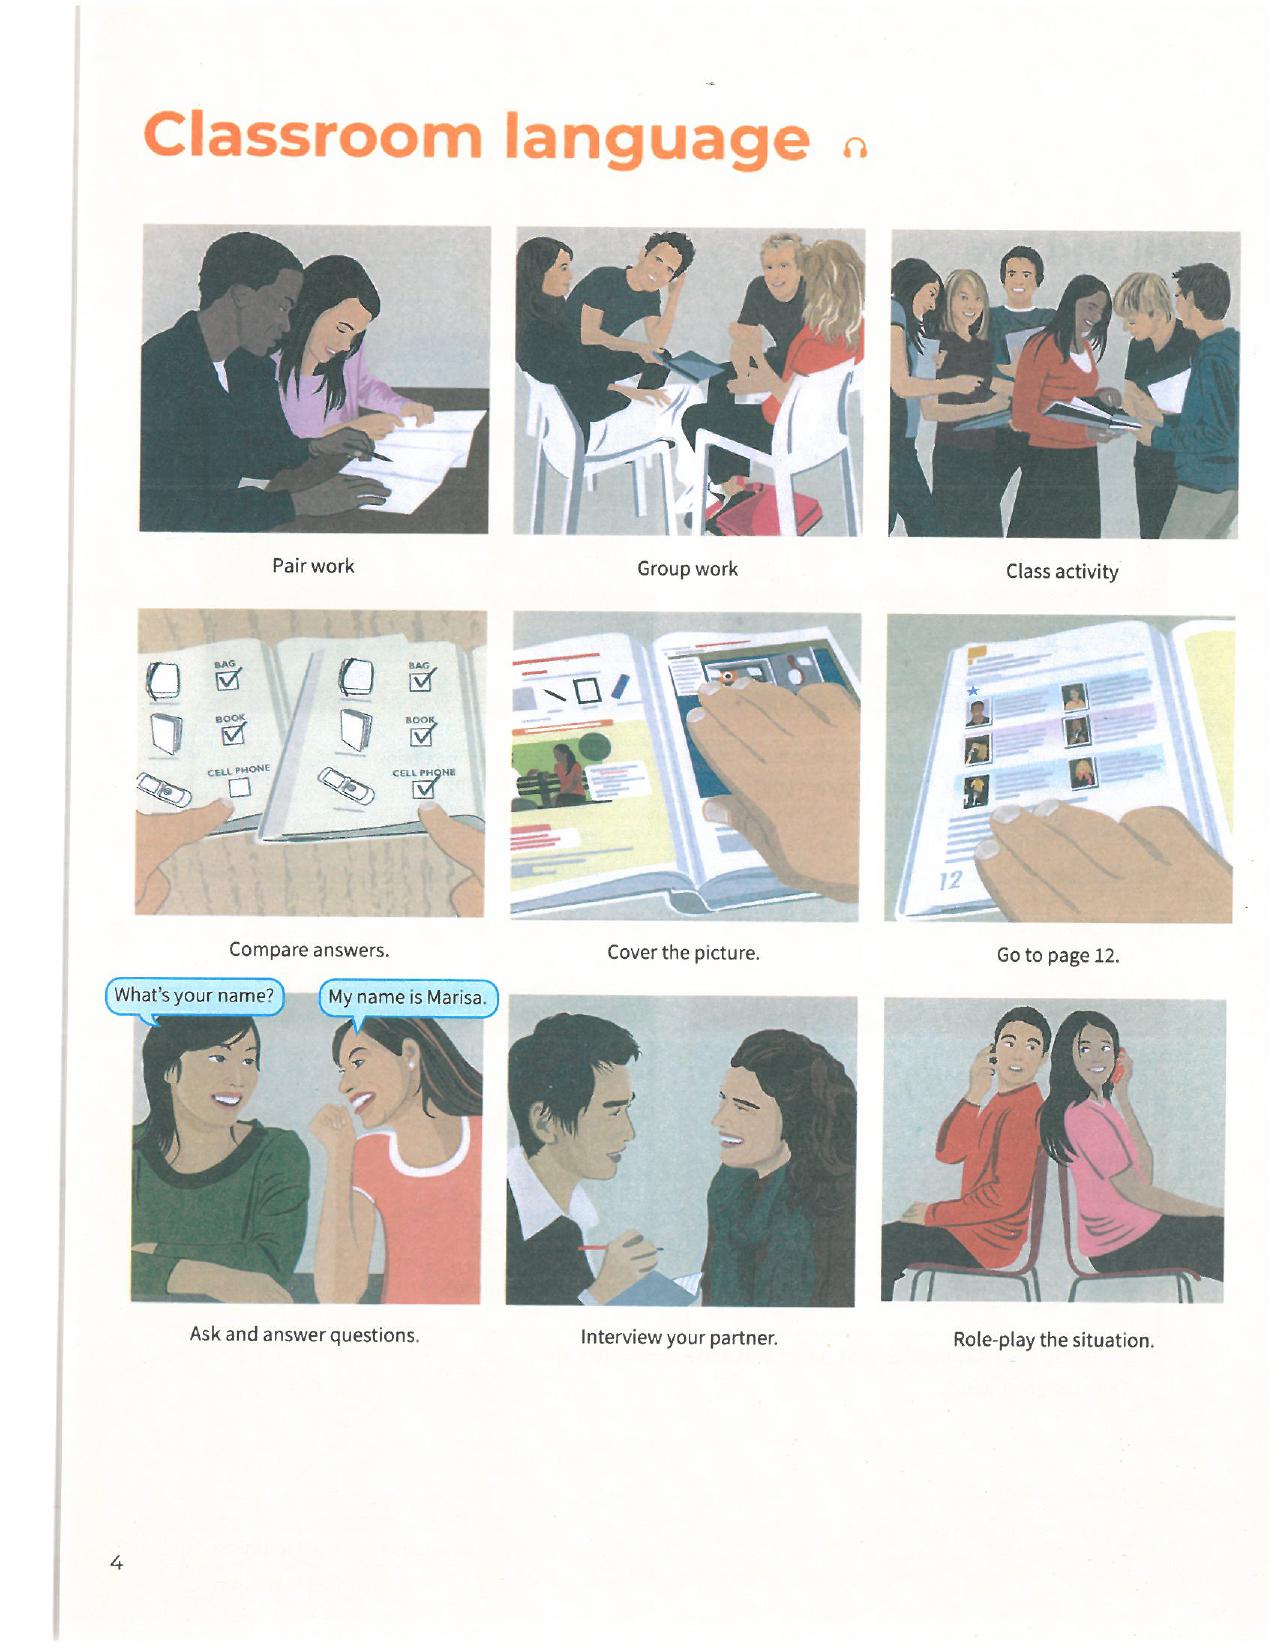 Classroom language
Pair work
Group work
Class activity
BAG
BOOK
CELL PHONE
BAG
BOOK
CELL PHONE
12
Compare answers.
Cover the picture.
Go to page 12.
What's your name?
My name is Marisa.
Ask and answer questions.
Interview your partner.
Role-play the situation.
4